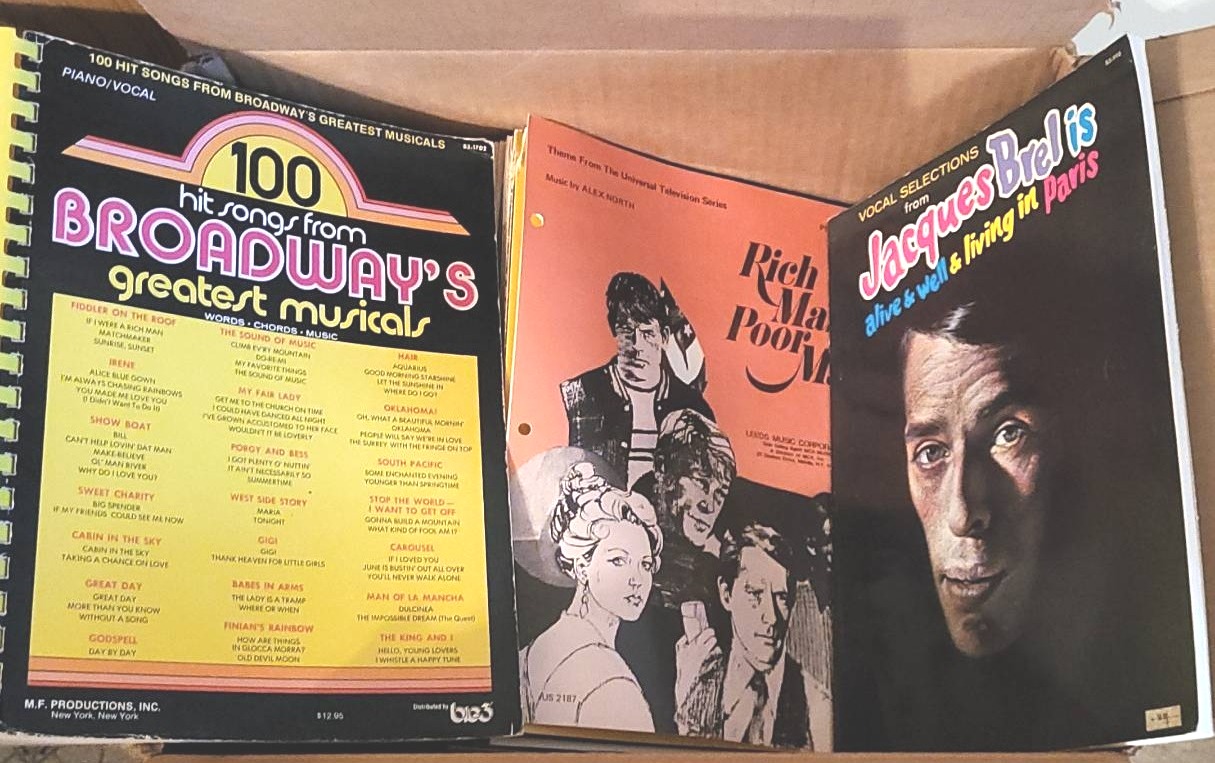 100 HIT SONGS FROM BROADWAY'S GREATEST MUSICALS
PIANO/VOCAL
100
hit songs from
BROADWAY'S
greatest musicals
WORDS • CHORDS • MUSIC
FIDDLER ON THE ROOF
IF I WERE A RICH MAN
MATCHMAKER
SUNRISE, SUNSET
IRENE
ALICE BLUE GOWN
I'M ALWAYS CHASING RAINBOWS
YOU MADE ME LOVE YOU
(I Didn't Want To Do It)
SHOW BOAT
BILL
CAN'T HELP LOVIN' DAT MAN
MAKE-BELIEVE
OL' MAN RIVER
WHY DO I LOVE YOU?
SWEET CHARITY
BIG SPENDER
IF MY FRIENDS COULD SEE ME NOW
CABIN IN THE SKY
CABIN IN THE SKY
TAKING A CHANCE ON LOVE
GREAT DAY
GREAT DAY
MORE THAN YOU KNOW
WITHOUT A SONG
GODSPELL
DAY BY DAY
THE SOUND OF MUSIC
CLIMB EV'RY MOUNTAIN
DO-RE-MI
MY FAVORITE THINGS
THE SOUND OF MUSIC
MY FAIR LADY
GET ME TO THE CHURCH ON TIME
I COULD HAVE DANCED ALL NIGHT
I'VE GROWN ACCUSTOMED TO HER FACE
WOULDN'T IT BE LOVERLY
PORGY AND BESS
I GOT PLENTY O' NUTTIN'
IT AIN'T NECESSARILY SO
SUMMERTIME
WEST SIDE STORY
MARIA
TONIGHT
GIGI
GIGI
THANK HEAVEN FOR LITTLE GIRLS
BABES IN ARMS
THE LADY IS A TRAMP
WHERE OR WHEN
FINIAN'S RAINBOW
HOW ARE THINGS
IN GLOCCA MORRA?
OLD DEVIL MOON
HAIR
AQUARIUS
GOOD MORNING STARSHINE
LET THE SUNSHINE IN
WHERE DO I GO?
OKLAHOMA!
OH, WHAT A BEAUTIFUL MORNIN'
OKLAHOMA
PEOPLE WILL SAY WE'RE IN LOVE
THE SURREY WITH THE FRINGE ON TOP
SOUTH PACIFIC
SOME ENCHANTED EVENING
YOUNGER THAN SPRINGTIME
STOP THE WORLD—
I WANT TO GET OFF
GONNA BUILD A MOUNTAIN
WHAT KIND OF FOOL AM I?
CAROUSEL
IF I LOVED YOU
JUNE IS BUSTIN' OUT ALL OVER
YOU'LL NEVER WALK ALONE
MAN OF LA MANCHA
DULCINEA
THE IMPOSSIBLE DREAM (The Quest)
THE KING AND I
HELLO, YOUNG LOVERS
I WHISTLE A HAPPY TUNE
M.F. PRODUCTIONS, INC.
New York, New York
$12.95
Distributed by big3
Theme From The Universal Television Series
Music by ALEX NORTH
Rich
Ma
Poor
M
LEEDS MUSIC CORPOR
US 2187
VOCAL SELECTIONS
from
Jacques Brel is
alive & well & living in Paris